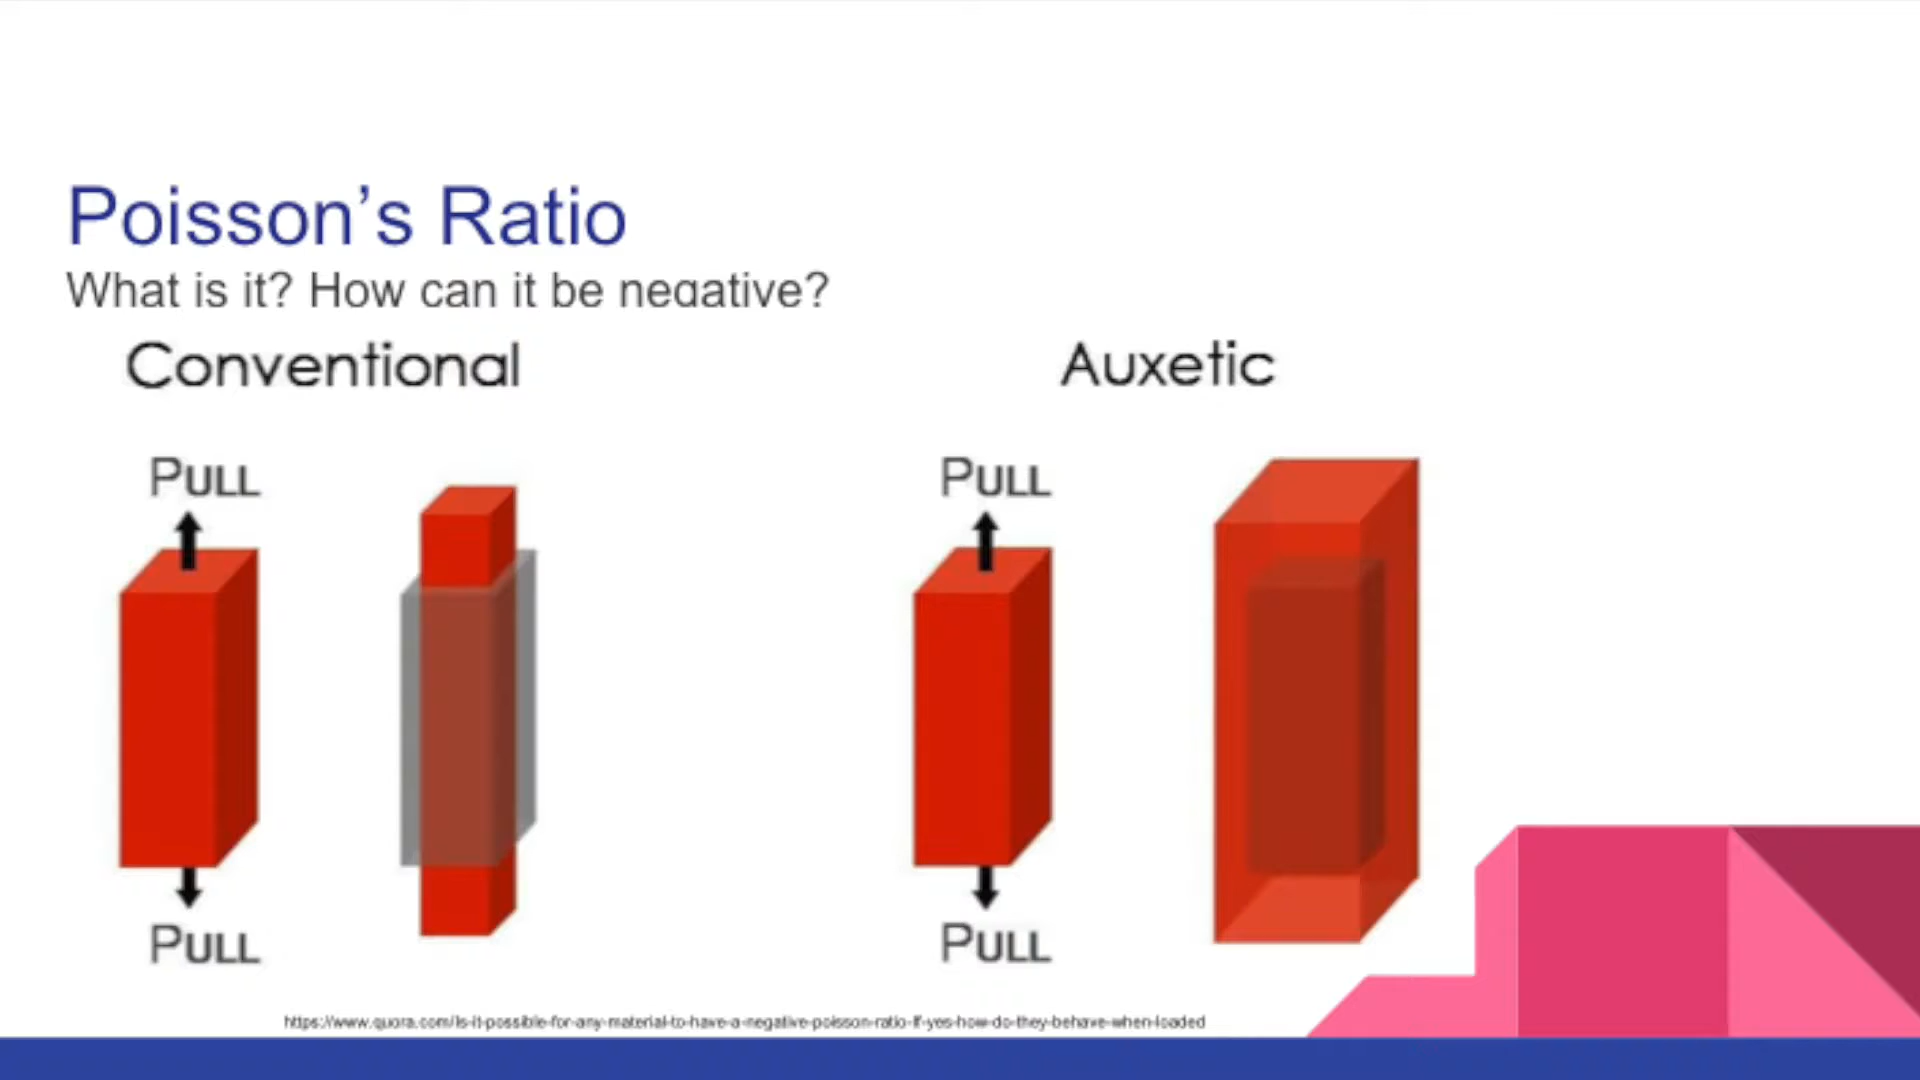 Poisson's Ratio
What is it? How can it be negative?
Conventional
Auxetic
PULL
PULL
PULL
PULL
https://www.quora.com/Is-it-possible-for-any-material-to-have-a-negative-poisson-ratio-If-yes-how-do-they-behave-when-loaded